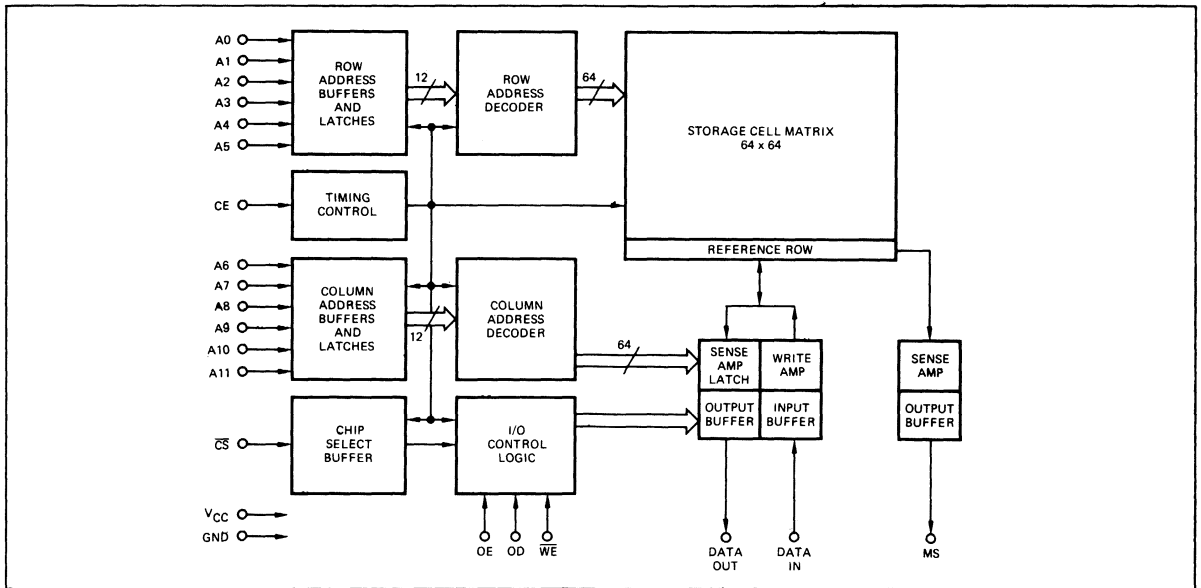 A0
A1
A2
A3
A4
A5
ROW
ADDRESS
BUFFERS
AND
LATCHES
12
ROW
ADDRESS
DECODER
64
STORAGE CELL MATRIX
64 x 64
CE
TIMING
CONTROL
REFERENCE ROW
A6
A7
A8
A9
A10
A11
COLUMN
ADDRESS
BUFFERS
AND
LATCHES
12
COLUMN
ADDRESS
DECODER
64
SENSE
AMP
LATCH
WRITE
AMP
OUTPUT
BUFFER
INPUT
BUFFER
SENSE
AMP
OUTPUT
BUFFER
C̅S̅
CHIP
SELECT
BUFFER
I/O
CONTROL
LOGIC
VCC
GND
OE
OD
W̅E̅
DATA
OUT
DATA
IN
MS